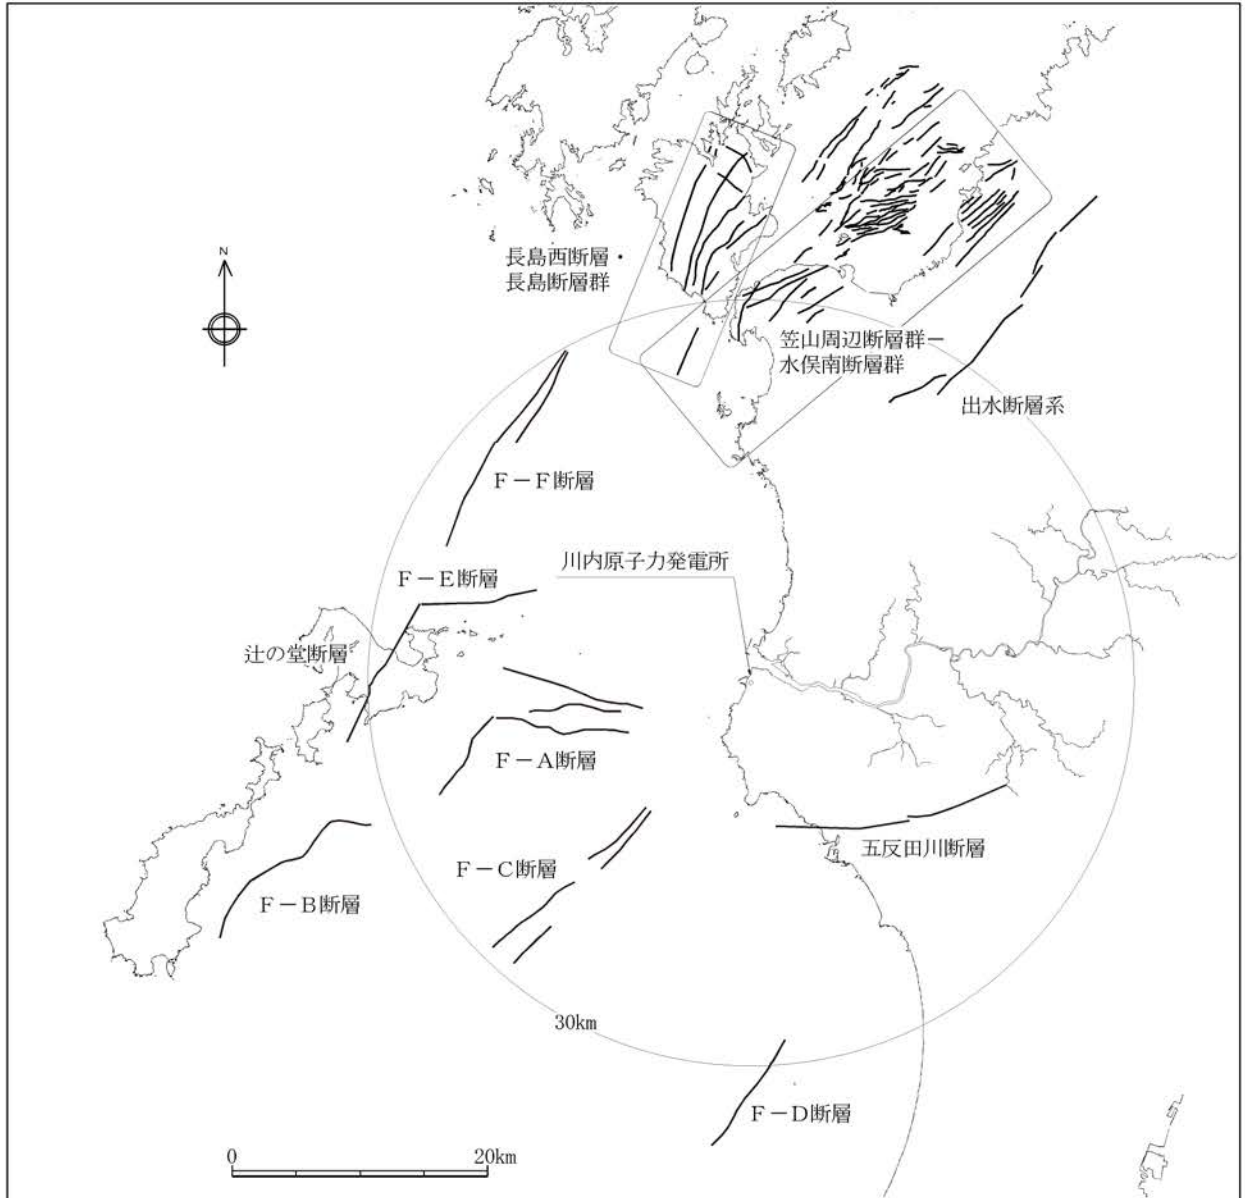 N
長島西断層・
長島断層群
笠山周辺断層群－
水俣南断層群
出水断層系
Ｆ－Ｆ断層
川内原子力発電所
Ｆ－Ｅ断層
辻の堂断層
Ｆ－Ａ断層
五反田川断層
Ｆ－Ｃ断層
Ｆ－Ｂ断層
30km
Ｆ－Ｄ断層
0
20km